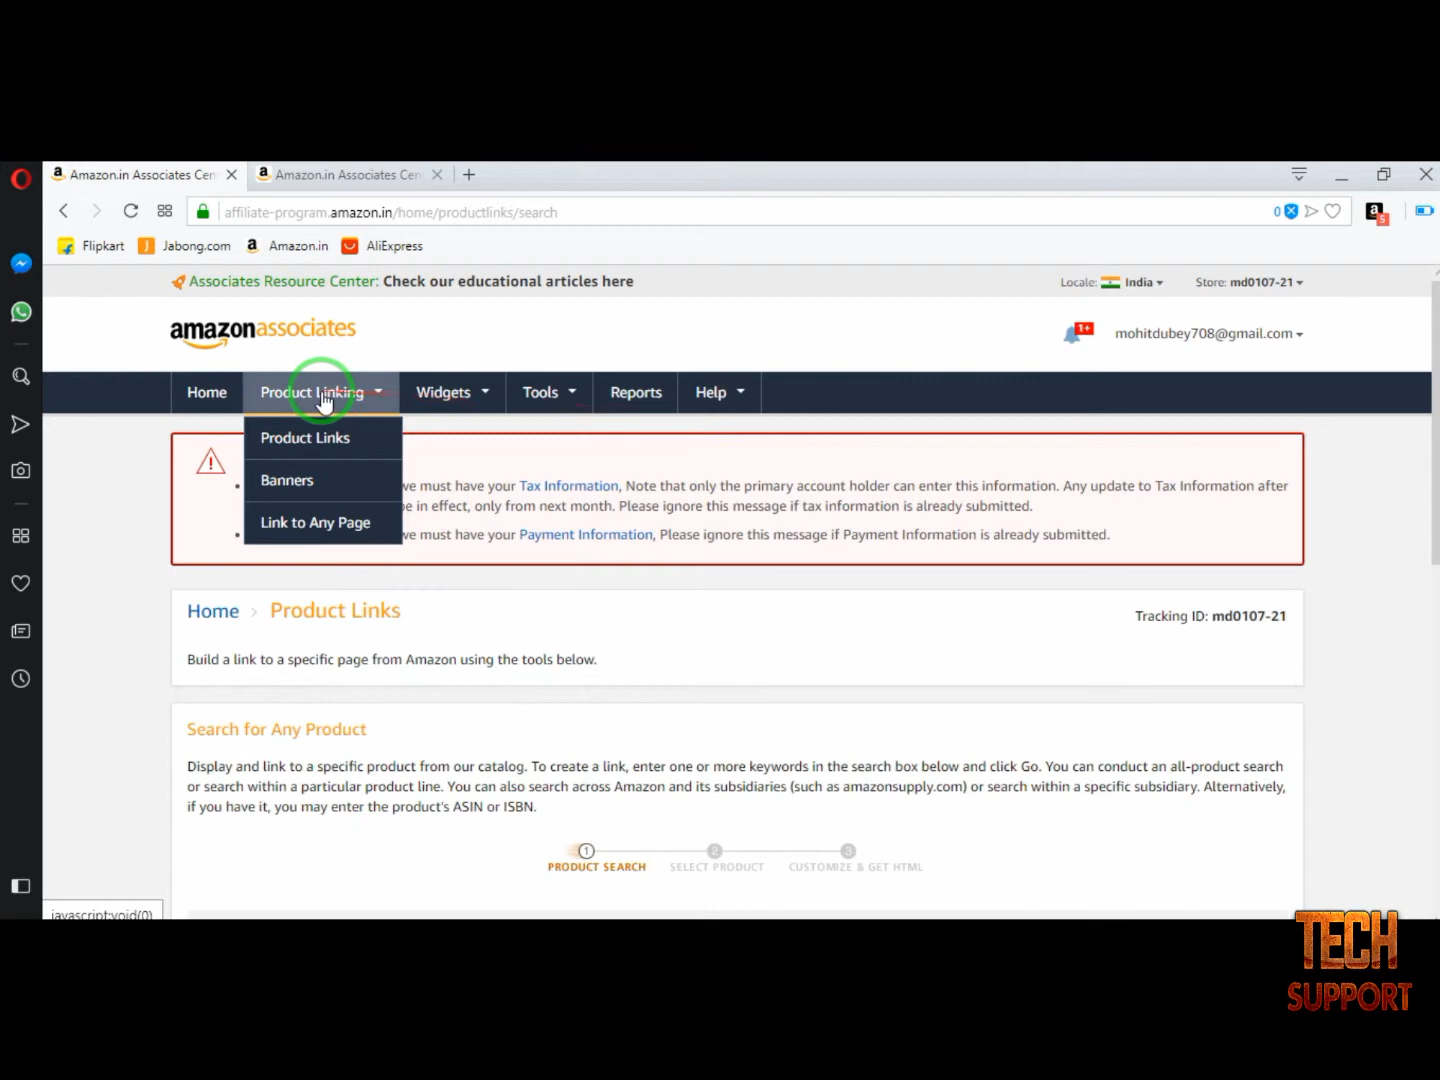 Amazon.in Associates Cen
Amazon.in Associates Cen
affiliate-program.amazon.in/home/productlinks/search
0
5
Flipkart
Jabong.com
Amazon.in
AliExpress
Associates Resource Center: Check our educational articles here
Locale: India
Store: md0107-21
amazonassociates
1+
mohitdubey708@gmail.com
Home
Product Linking
Widgets
Tools
Reports
Help
Product Links
Banners
Link to Any Page
we must have your Tax Information, Note that only the primary account holder can enter this information. Any update to Tax Information after
be in effect, only from next month. Please ignore this message if tax information is already submitted.
we must have your Payment Information, Please ignore this message if Payment Information is already submitted.
Home > Product Links
Tracking ID: md0107-21
Build a link to a specific page from Amazon using the tools below.
Search for Any Product
Display and link to a specific product from our catalog. To create a link, enter one or more keywords in the search box below and click Go. You can conduct an all-product search
or search within a particular product line. You can also search across Amazon and its subsidiaries (such as amazonsupply.com) or search within a specific subsidiary. Alternatively,
if you have it, you may enter the product's ASIN or ISBN.
1
2
3
PRODUCT SEARCH
SELECT PRODUCT
CUSTOMIZE & GET HTML
javascript:void(0)
TECH
SUPPORT